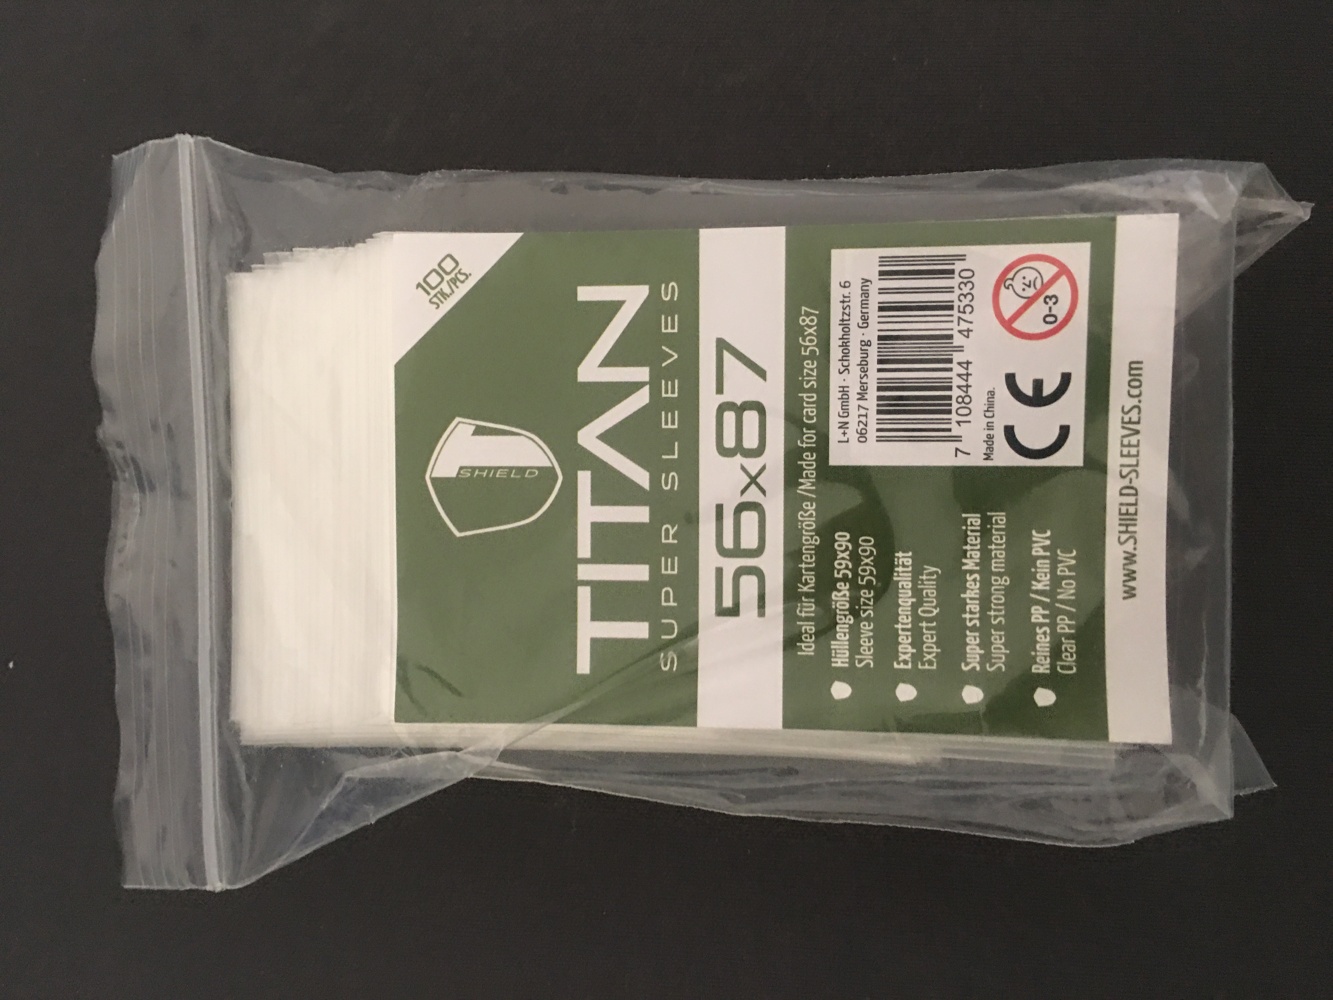 100
STK./PCS.
SHIELD
TITAN
SUPER SLEEVES
56x87
Ideal für Kartengröße /Made for card size 56x87
Hüllengröße 59x90
Sleeve size 59x90
Expertenqualität
Expert Quality
Super starkes Material
Super strong material
Reines PP / Kein PVC
Clear PP / No PVC
L+N GmbH · Schokholtzstr. 6
06217 Merseburg · Germany
7 108444 475330
Made in China.
CE
0-3
www.SHIELD-SLEEVES.com